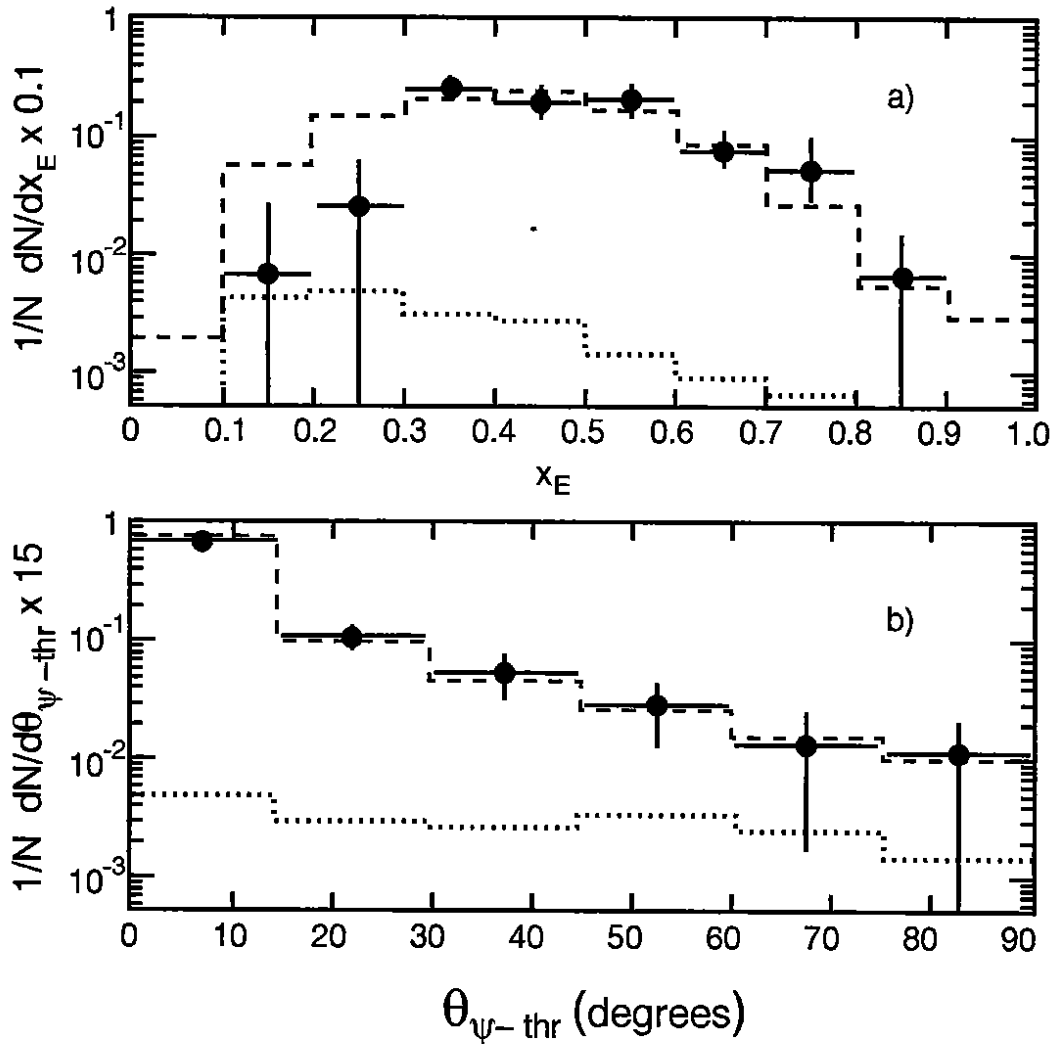 1/N dN/dx_E x 0.1
1
10^-1
10^-2
10^-3
a)
0 0.1 0.2 0.3 0.4 0.5 0.6 0.7 0.8 0.9 1.0
x_E
1/N dN/dθ_ψ-thr x 15
1
10^-1
10^-2
10^-3
b)
0 10 20 30 40 50 60 70 80 90
θ_ψ- thr (degrees)